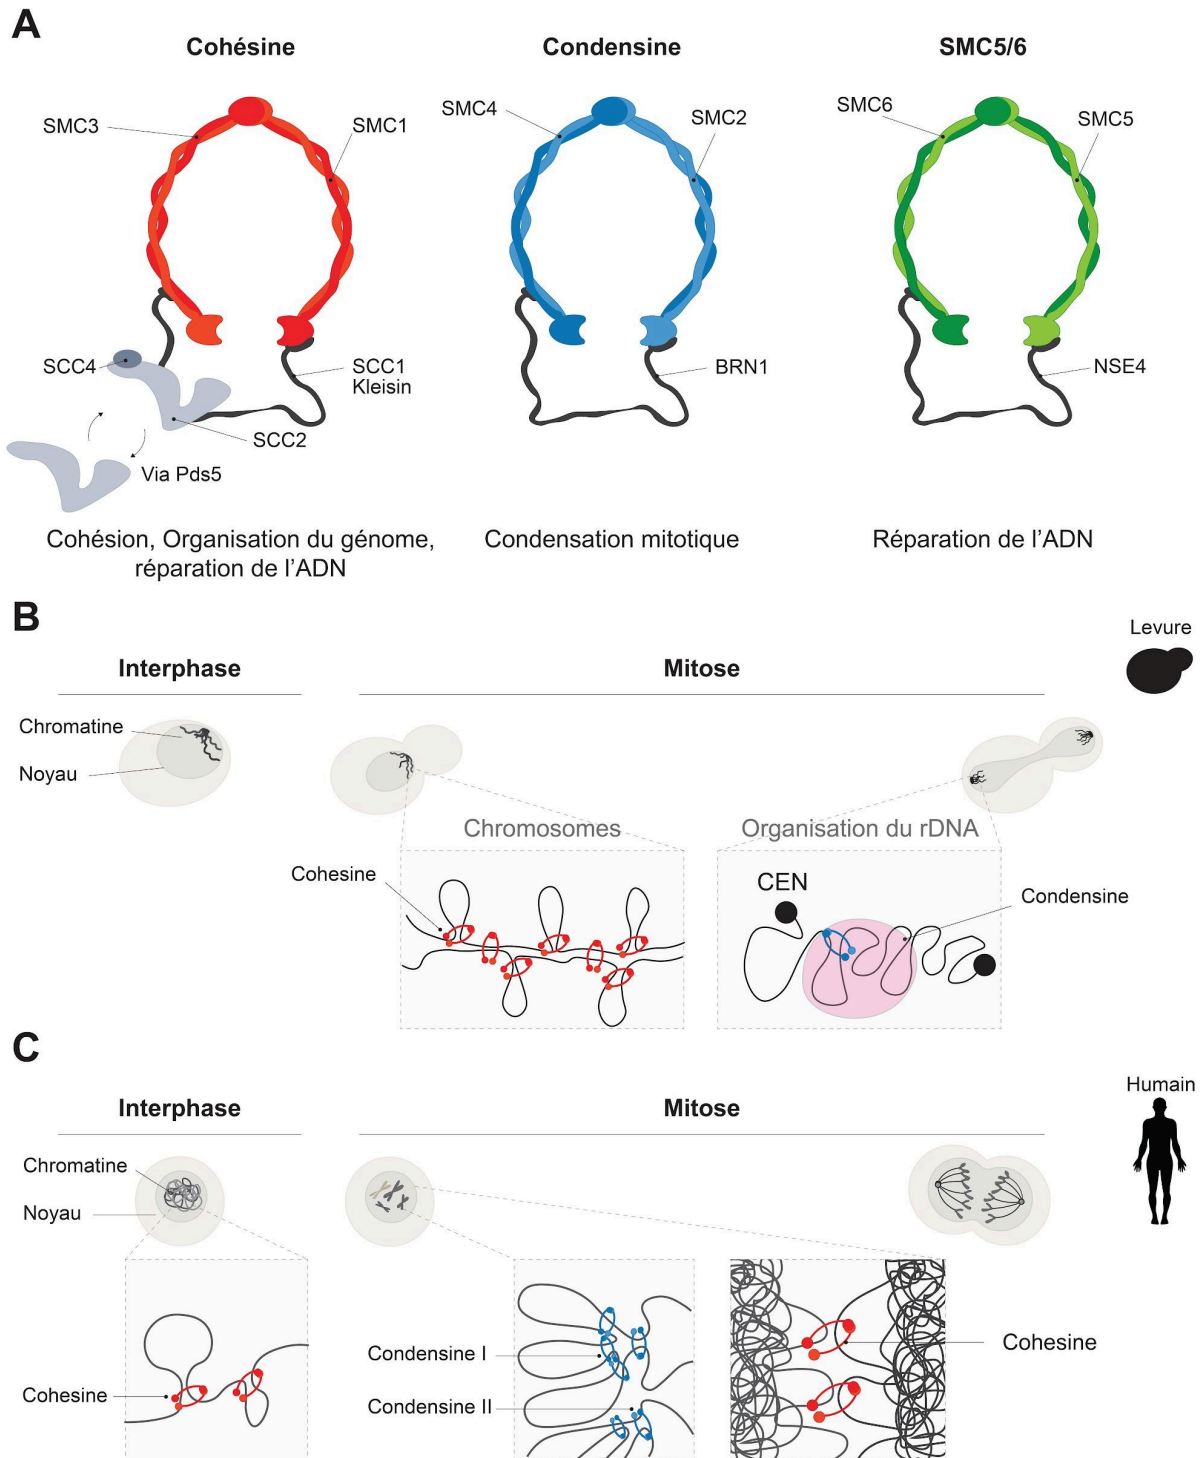 A
Cohésine
Condensine
SMC5/6
SMC3
SMC1
SMC4
SMC2
SMC6
SMC5
SCC4
SCC1
Kleisin
SCC2
Via Pds5
BRN1
NSE4
Cohésion, Organisation du génome,
réparation de l'ADN
Condensation mitotique
Réparation de l'ADN
B
Levure
Interphase
Mitose
Chromatine
Noyau
Chromosomes
Organisation du rDNA
Cohesine
CEN
Condensine
C
Humain
Interphase
Mitose
Chromatine
Noyau
Cohesine
Condensine I
Condensine II
Cohesine